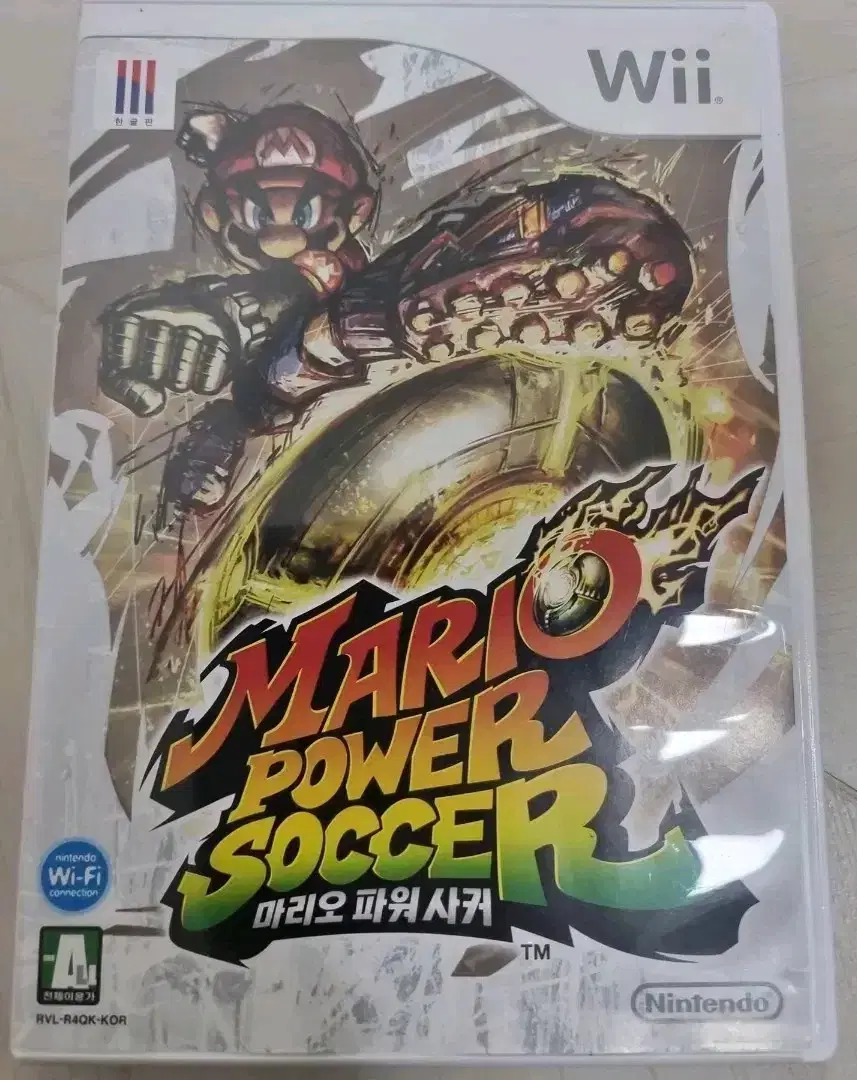 한글판
Wii®
M
MARIO
POWER
SOCCER
마리오 파워 사커
TM
nintendo
Wi-Fi
connection
ALL
전체이용가
RVL-R4QK-KOR
Nintendo